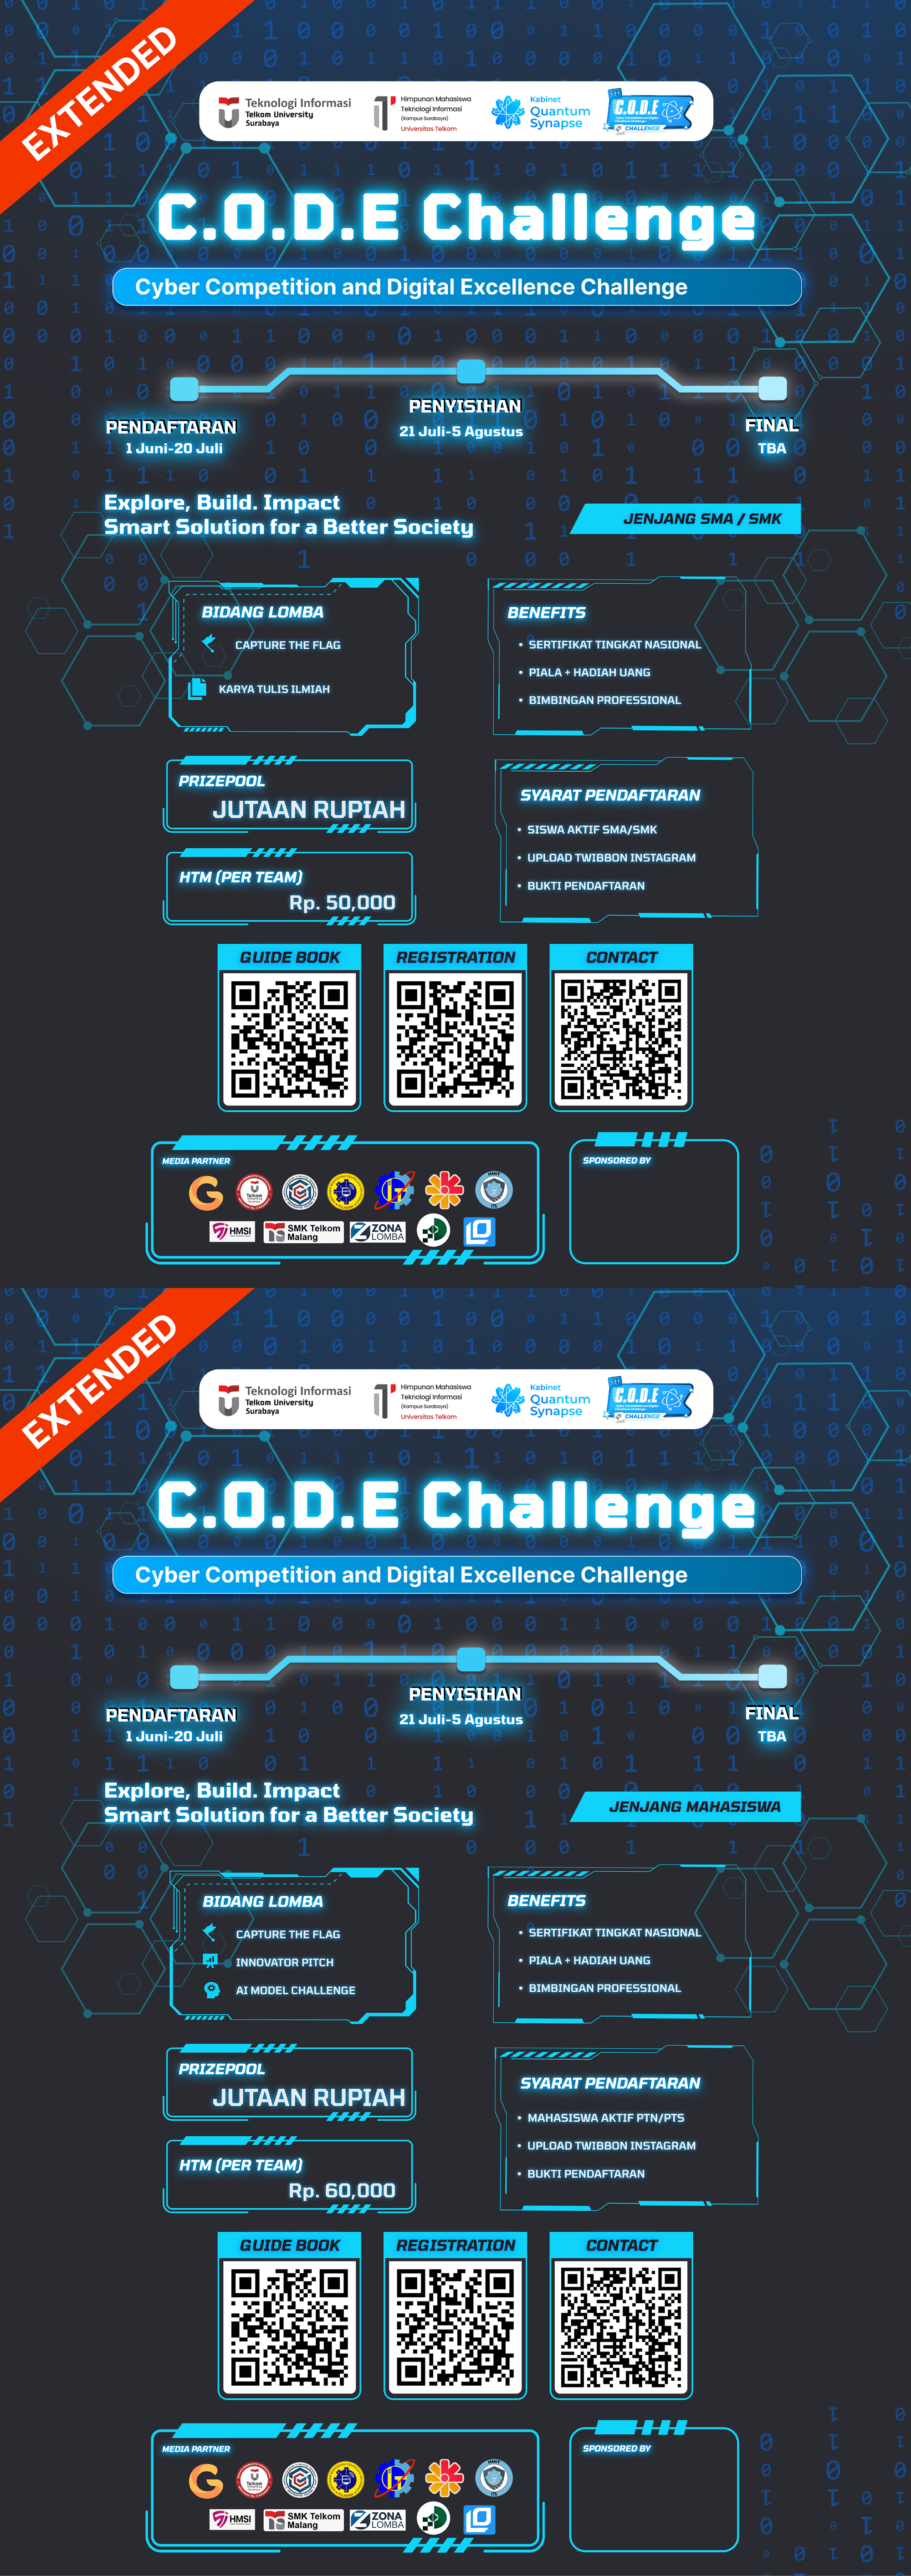 EXTENDED
Teknologi Informasi
Telkom University
Surabaya
Himpunan Mahasiswa
Teknologi Informasi
(Kampus Surabaya)
Universitas Telkom
Kabinet
Quantum
Synapse
C.O.D.E
CHALLENGE
C.O.D.E Challenge
Cyber Competition and Digital Excellence Challenge
PENDAFTARAN
1 Juni-20 Juli
PENYISIHAN
21 Juli-5 Agustus
FINAL
TBA
Explore, Build. Impact
Smart Solution for a Better Society
JENJANG SMA / SMK
BIDANG LOMBA
CAPTURE THE FLAG
KARYA TULIS ILMIAH
BENEFITS
• SERTIFIKAT TINGKAT NASIONAL
• PIALA + HADIAH UANG
• BIMBINGAN PROFESSIONAL
PRIZEPOOL
JUTAAN RUPIAH
HTM (PER TEAM)
Rp. 50,000
SYARAT PENDAFTARAN
• SISWA AKTIF SMA/SMK
• UPLOAD TWIBBON INSTAGRAM
• BUKTI PENDAFTARAN
GUIDE BOOK
REGISTRATION
CONTACT
MEDIA PARTNER
Telkom
HMSI
SMK Telkom
Malang
ZONA
LOMBA
SPONSORED BY
EXTENDED
Teknologi Informasi
Telkom University
Surabaya
Himpunan Mahasiswa
Teknologi Informasi
(Kampus Surabaya)
Universitas Telkom
Kabinet
Quantum
Synapse
C.O.D.E
CHALLENGE
C.O.D.E Challenge
Cyber Competition and Digital Excellence Challenge
PENDAFTARAN
1 Juni-20 Juli
PENYISIHAN
21 Juli-5 Agustus
FINAL
TBA
Explore, Build. Impact
Smart Solution for a Better Society
JENJANG MAHASISWA
BIDANG LOMBA
CAPTURE THE FLAG
INNOVATOR PITCH
AI MODEL CHALLENGE
BENEFITS
• SERTIFIKAT TINGKAT NASIONAL
• PIALA + HADIAH UANG
• BIMBINGAN PROFESSIONAL
PRIZEPOOL
JUTAAN RUPIAH
HTM (PER TEAM)
Rp. 60,000
SYARAT PENDAFTARAN
• MAHASISWA AKTIF PTN/PTS
• UPLOAD TWIBBON INSTAGRAM
• BUKTI PENDAFTARAN
GUIDE BOOK
REGISTRATION
CONTACT
MEDIA PARTNER
Telkom
HMSI
SMK Telkom
Malang
ZONA
LOMBA
SPONSORED BY